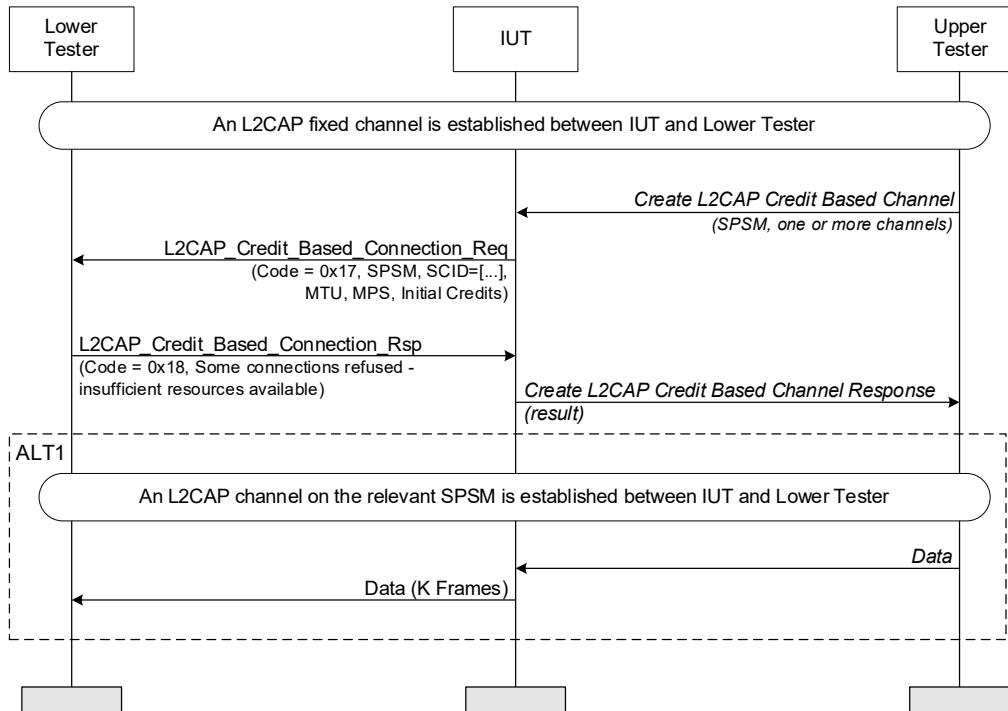 Lower
Tester
IUT
Upper
Tester
An L2CAP fixed channel is established between IUT and Lower Tester
Create L2CAP Credit Based Channel
(SPSM, one or more channels)
L2CAP_Credit_Based_Connection_Req
(Code = 0x17, SPSM, SCID=[...],
MTU, MPS, Initial Credits)
L2CAP_Credit_Based_Connection_Rsp
(Code = 0x18, Some connections refused -
insufficient resources available)
Create L2CAP Credit Based Channel Response
(result)
ALT1
An L2CAP channel on the relevant SPSM is established between IUT and Lower Tester
Data
Data (K Frames)